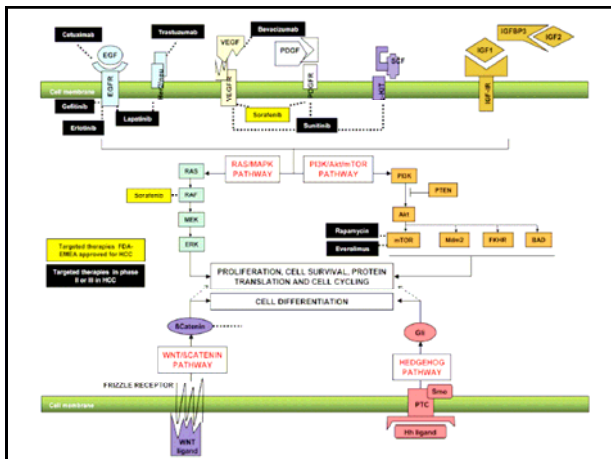 Cetuximab
Trastuzumab
VEGF
Bevacizumab
IGFBP3
IGF2
EGF
PDGF
SCF
IGF1
Cell membrane
EGFR
VEGFR
IGF-IR
Gefitinib
Erlotinib
Lapatinib
Sorafenib
Sunitinib
RAS
RAS/MAPK
PATHWAY
PI3K/Akt/mTOR
PATHWAY
PI3K
PTEN
Sorafenib
RAF
MEK
ERK
Akt
Rapamycin
Everolimus
mTOR
Mdm2
FKHR
BAD
Targeted therapies FDA-
EMEA approved for HCC
Targeted therapies in phase
II or III in HCC
PROLIFERATION, CELL SURVIVAL, PROTEIN
TRANSLATION AND CELL CYCLING
CELL DIFFERENTIATION
ßCatenin
Gli
WNT/ßCATENIN
PATHWAY
HEDGEHOG
PATHWAY
FRIZZLE RECEPTOR
Smo
Cell membrane
PTC
WNT
ligand
Hh ligand